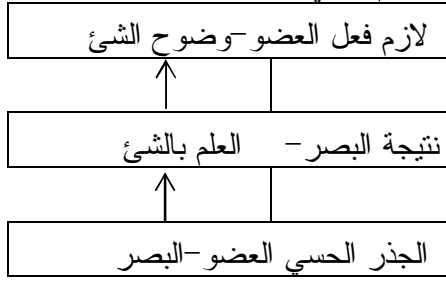 لازم فعل العضو –وضوح الشئ
نتيجة البصر – العلم بالشئ
الجذر الحسي العضو –البصر